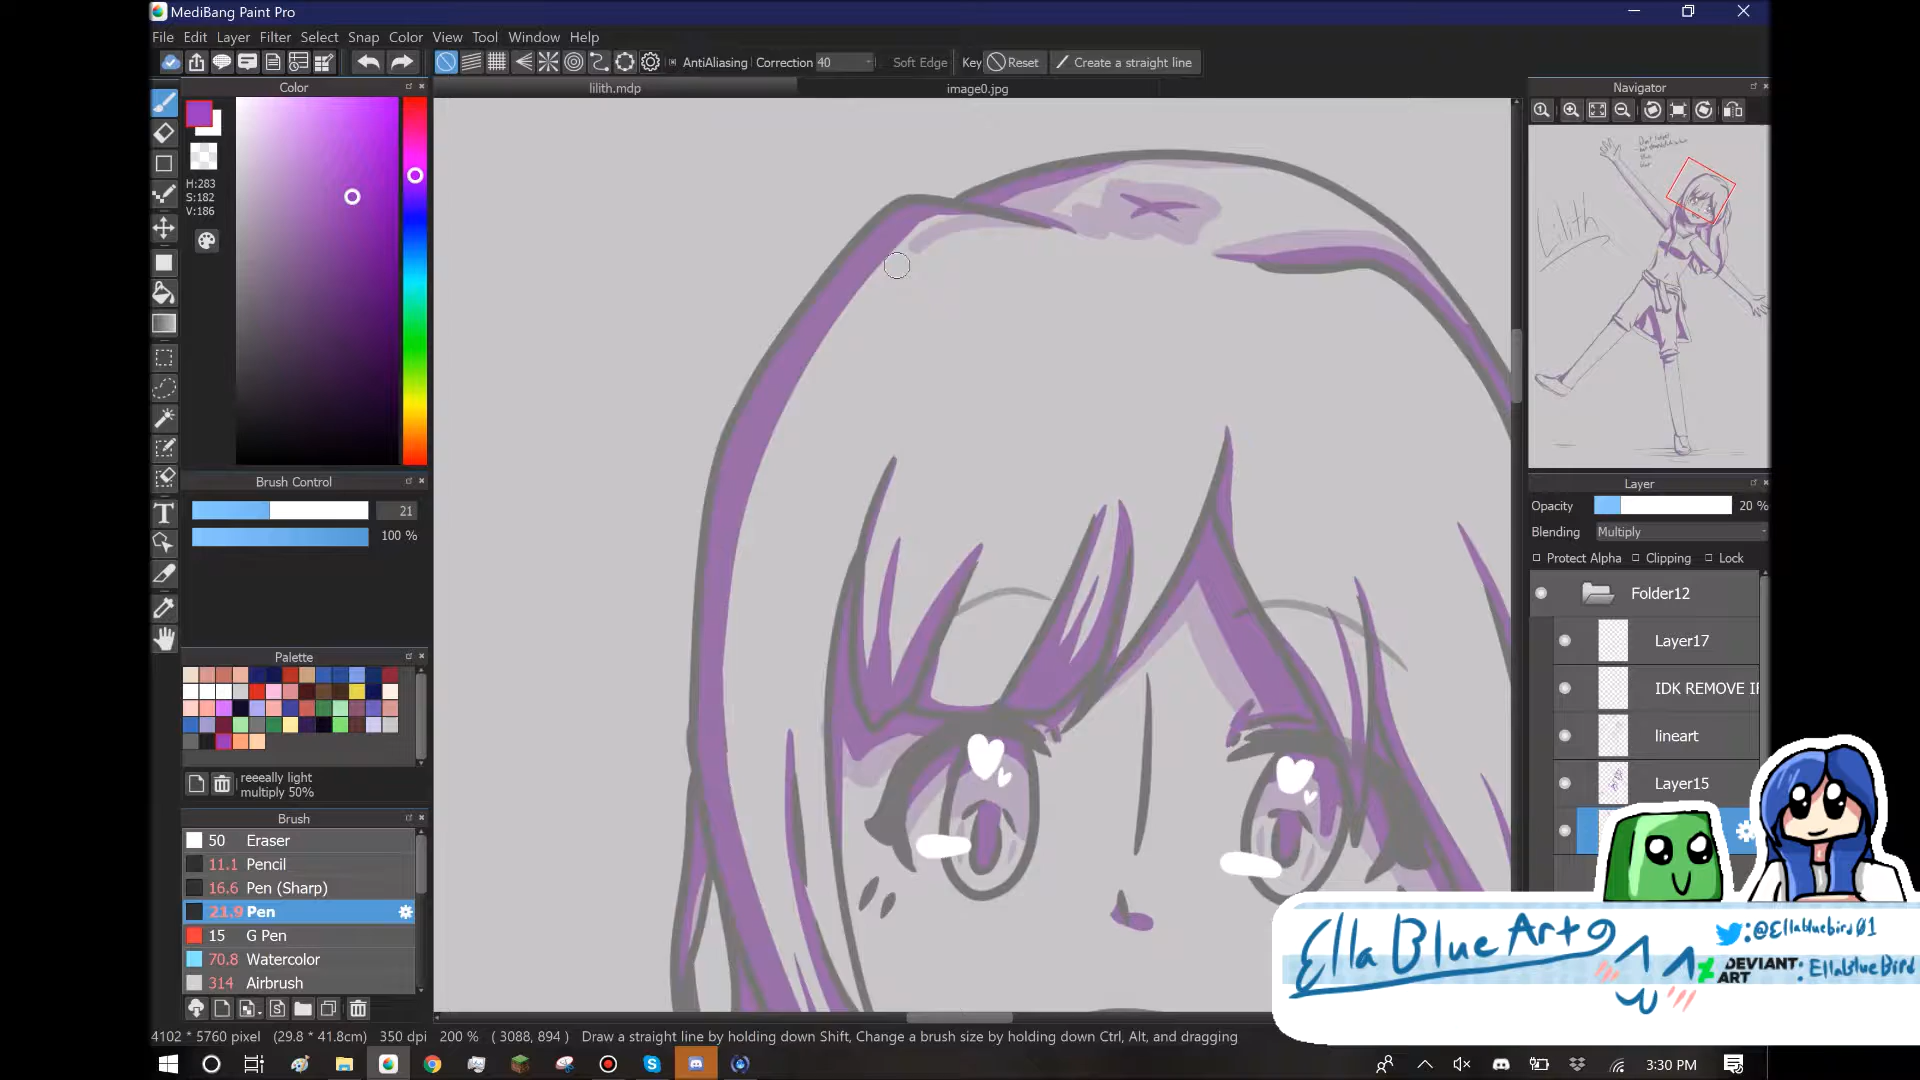 MediBang Paint Pro
File Edit Layer Filter Select Snap Color View Tool Window Help
AntiAliasing Correction 40 Soft Edge Key Reset Create a straight line
Color
lilith.mdp
image0.jpg
Navigator
H:283
S:182
V:186
Lilith
Brush Control
21
100 %
Layer
Opacity 20 %
Blending Multiply
Protect Alpha Clipping Lock
Folder12
Layer17
IDK REMOVE IF
lineart
Layer15
Palette
reeeally light
multiply 50%
Brush
50 Eraser
11.1 Pencil
16.6 Pen (Sharp)
21.9 Pen
15 G Pen
70.8 Watercolor
314 Airbrush
Ella Blue Art
:@Ellabluebird01
DEVIANT ART : EllaBlueBird
4102 * 5760 pixel (29.8 * 41.8cm) 350 dpi 200 % ( 3088, 894 ) Draw a straight line by holding down Shift, Change a brush size by holding down Ctrl, Alt, and dragging
3:30 PM